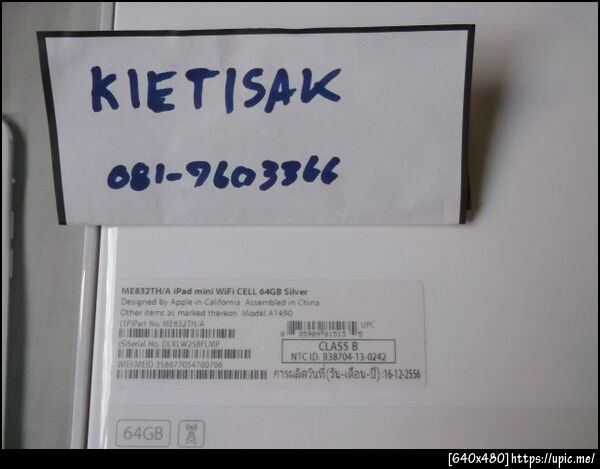 KIETISAK
081-9603366
ME832TH/A iPad mini WiFi CELL 64GB Silver
Designed by Apple in California Assembled in China
Other items as marked thereon Model A1490
(1P)Part No. ME832TH/A
UPC
CLASS B
NTC ID. B38704-13-0242
(S)Serial No. DLXLW25BFLMP
IMEI/MEID 358677054700706
การผลิตวันที่(วัน-เดือน-ปี):16-12-2556
64GB
[640x480]https://upic.me/